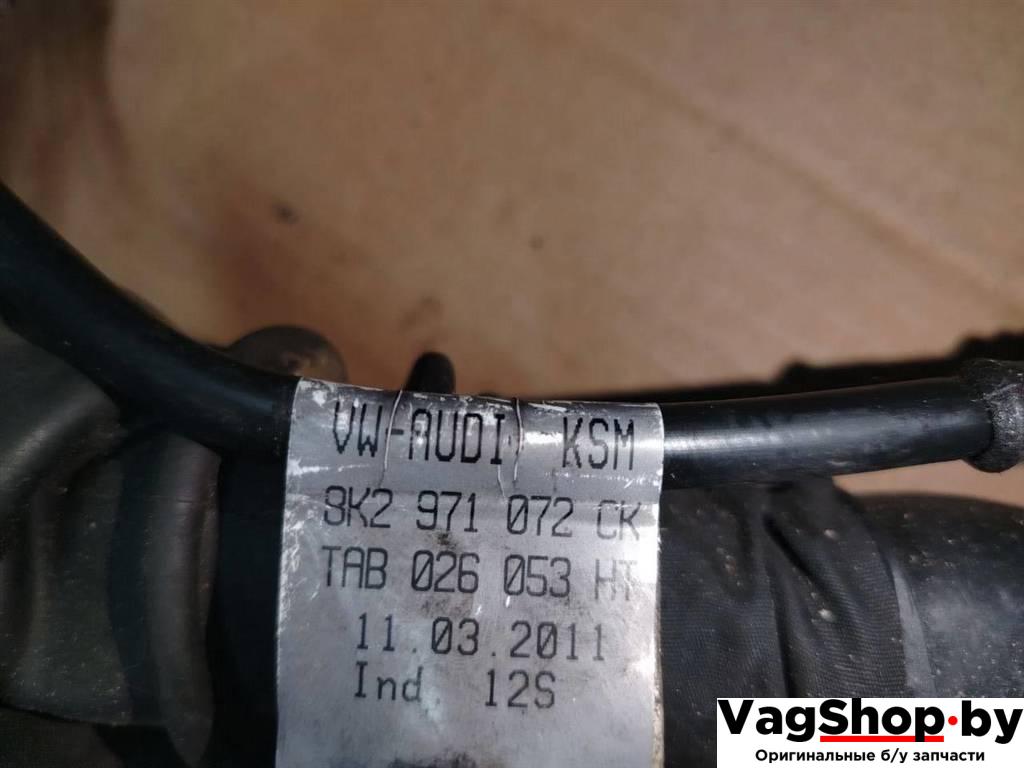 VW-AUDI KSM
8K2 971 072 CK
TAB 026 053 HT
11.03.2011
Ind 12S
VagShop.by
Оригинальные б/у запчасти